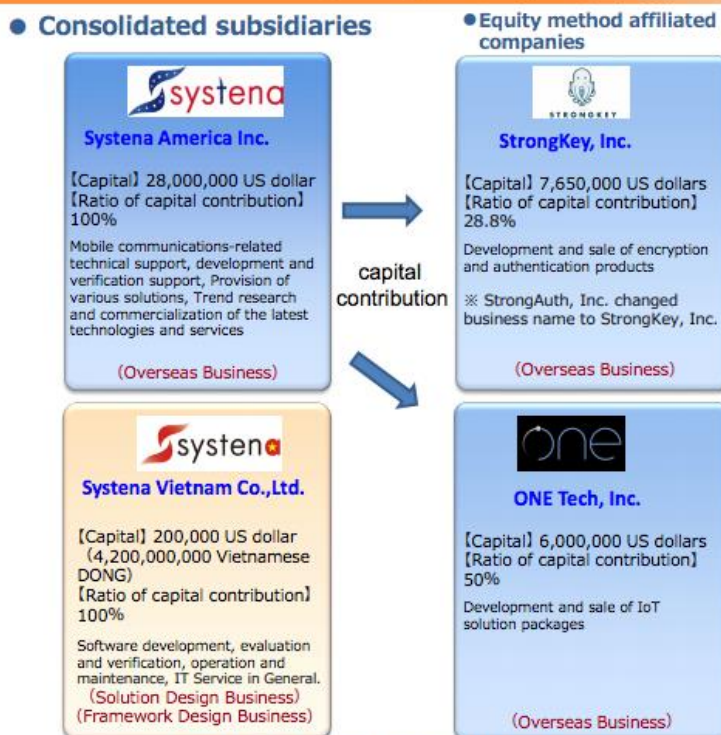 ● Consolidated subsidiaries
systena
Systena America Inc.
【Capital】 28,000,000 US dollar
【Ratio of capital contribution】
100%
Mobile communications-related
technical support, development and
verification support, Provision of
various solutions, Trend research
and commercialization of the latest
technologies and services
(Overseas Business)
systena
Systena Vietnam Co.,Ltd.
【Capital】 200,000 US dollar
(4,200,000,000 Vietnamese
DONG)
【Ratio of capital contribution】
100%
Software development, evaluation
and verification, operation and
maintenance, IT Service in General.
(Solution Design Business)
(Framework Design Business)
capital
contribution
●Equity method affiliated
companies
STRONGKEY
StrongKey, Inc.
【Capital】 7,650,000 US dollars
【Ratio of capital contribution】
28.8%
Development and sale of encryption
and authentication products
※ StrongAuth, Inc. changed
business name to StrongKey, Inc.
(Overseas Business)
one
ONE Tech, Inc.
【Capital】 6,000,000 US dollars
【Ratio of capital contribution】
50%
Development and sale of IoT
solution packages
(Overseas Business)